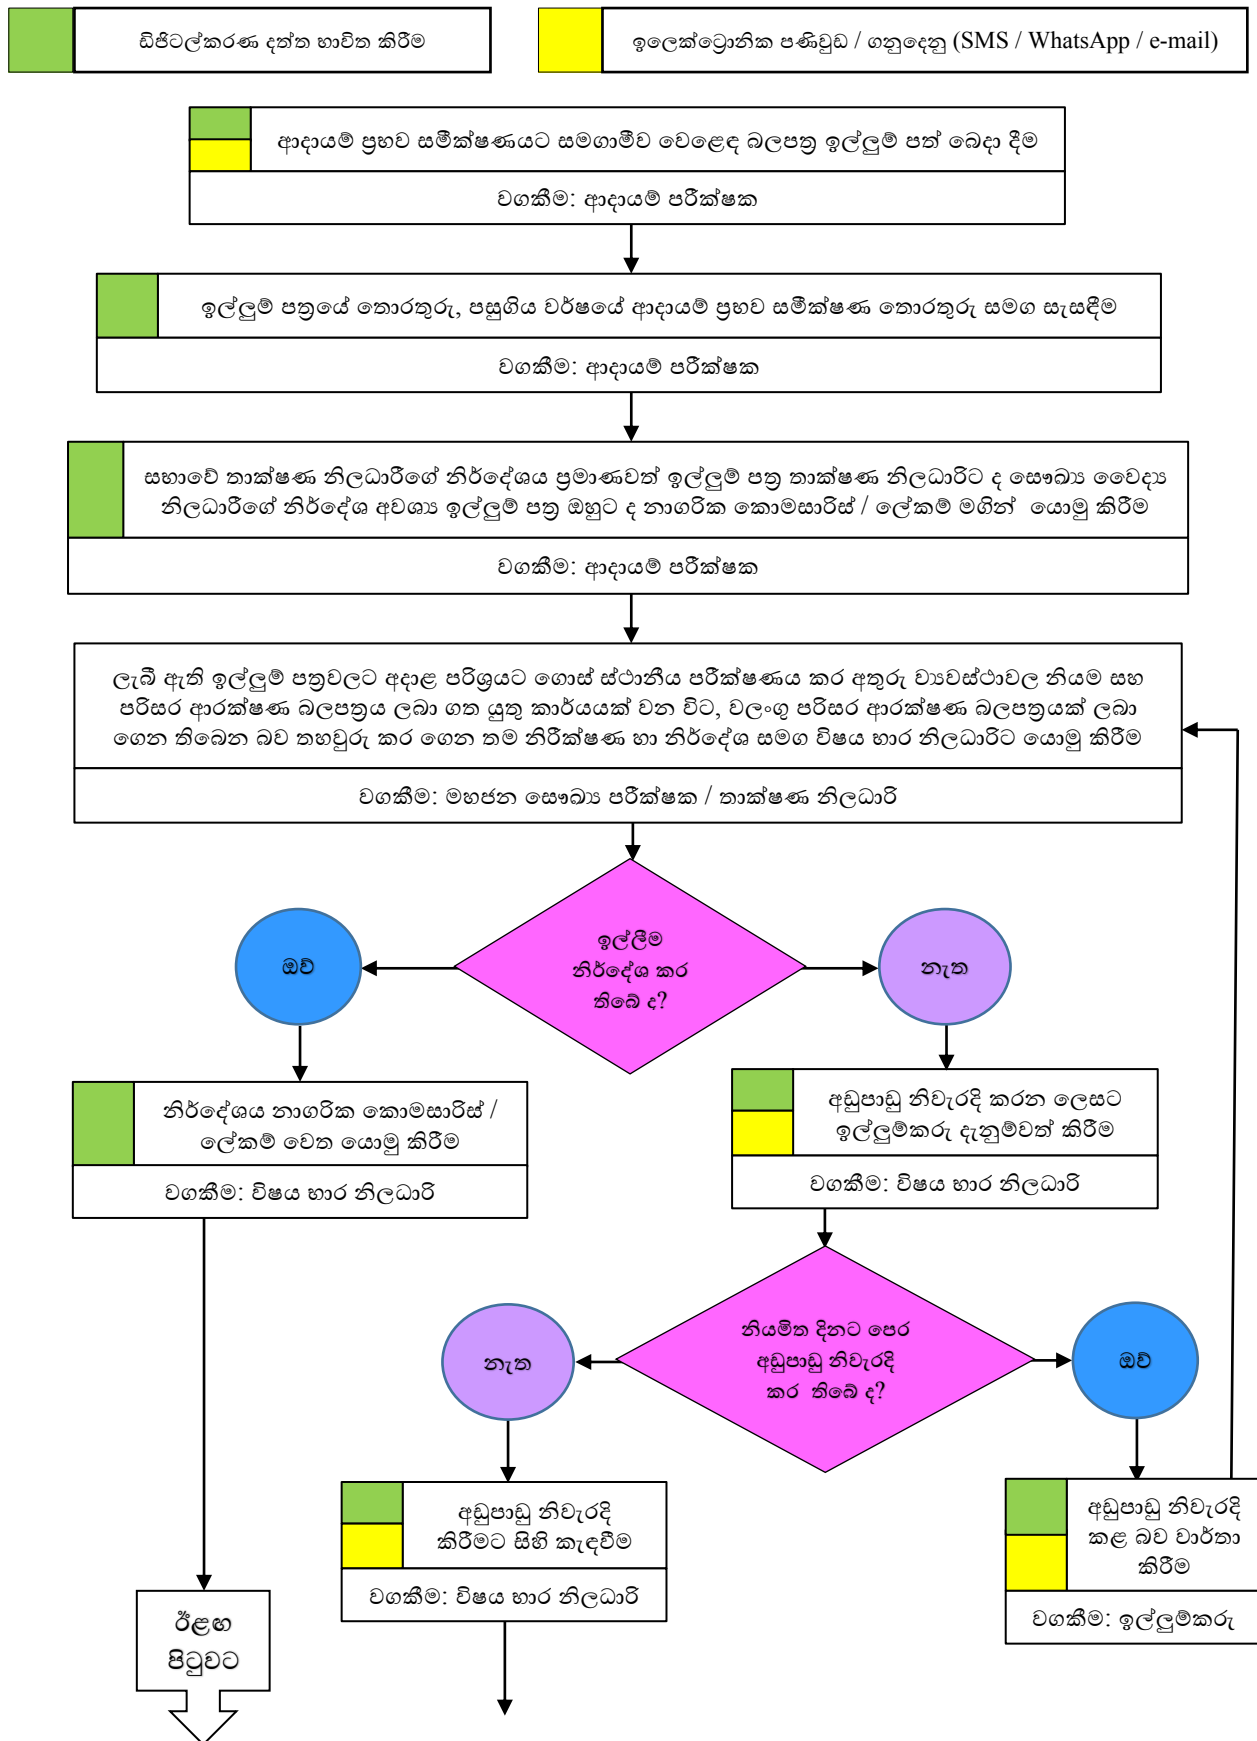 ඩිජිටල්කරණ දත්ත භාවිත කිරීම
ඉලෙක්ට්‍රොනික පණිවුඩ / ගනුදෙනු (SMS / WhatsApp / e-mail)
ආදායම් ප්‍රභව සමීක්ෂණයට සමගාමීව වෙළෙඳ බලපත්‍ර ඉල්ලුම් පත් බෙදා දීම
වගකීම: ආදායම් පරීක්ෂක
ඉල්ලුම් පත්‍රයේ තොරතුරු, පසුගිය වර්ෂයේ ආදායම් ප්‍රභව සමීක්ෂණ තොරතුරු සමග සැසඳීම
වගකීම: ආදායම් පරීක්ෂක
සභාවේ තාක්ෂණ නිලධාරීගේ නිර්දේශය ප්‍රමාණවත් ඉල්ලුම් පත්‍ර තාක්ෂණ නිලධාරිට ද සෞඛ්‍ය වෛද්‍ය
නිලධාරීගේ නිර්දේශ අවශ්‍ය ඉල්ලුම් පත්‍ර ඔහුට ද නාගරික කොමසාරිස් / ලේකම් මගින් යොමු කිරීම
වගකීම: ආදායම් පරීක්ෂක
ලැබී ඇති ඉල්ලුම් පත්‍රවලට අදාළ පරිශ්‍රයට ගොස් ස්ථානීය පරීක්ෂණය කර අතුරු ව්‍යවස්ථාවල නියම සහ
පරිසර ආරක්ෂණ බලපත්‍රය ලබා ගත යුතු කාර්යයක් වන විට, වලංගු පරිසර ආරක්ෂණ බලපත්‍රයක් ලබා
ගෙන තිබෙන බව තහවුරු කර ගෙන තම නිරීක්ෂණ හා නිර්දේශ සමග විෂය භාර නිලධාරිට යොමු කිරීම
වගකීම: මහජන සෞඛ්‍ය පරීක්ෂක / තාක්ෂණ නිලධාරි
ඉල්ලීම
නිර්දේශ කර
තිබේ ද?
ඔව්
නැත
නිර්දේශය නාගරික කොමසාරිස් /
ලේකම් වෙත යොමු කිරීම
වගකීම: විෂය භාර නිලධාරි
අඩුපාඩු නිවැරදි කරන ලෙසට
ඉල්ලුම්කරු දැනුම්වත් කිරීම
වගකීම: විෂය භාර නිලධාරි
නියමිත දිනට පෙර
අඩුපාඩු නිවැරදි
කර තිබේ ද?
නැත
ඔව්
අඩුපාඩු නිවැරදි
කිරීමට සිහි කැඳවීම
වගකීම: විෂය භාර නිලධාරි
අඩුපාඩු නිවැරදි
කළ බව වාර්තා
කිරීම
වගකීම: ඉල්ලුම්කරු
ඊළඟ
පිටුවට